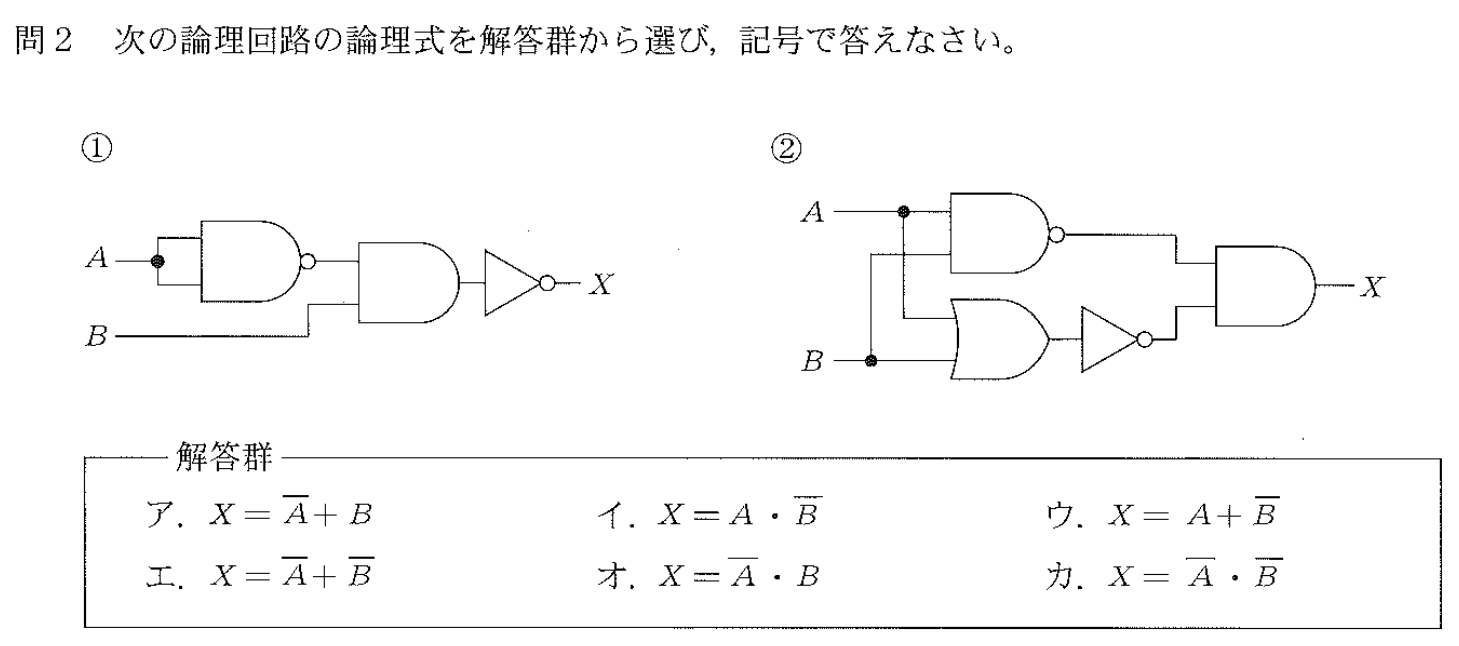 問2 次の論理回路の論理式を解答群から選び，記号で答えなさい。
① ②
A B X
A B X
解答群
ア．X = A̅ + B イ．X = A・B̅ ウ．X = A + B̅
エ．X = A̅ + B̅ オ．X = A̅・B カ．X = A̅・B̅